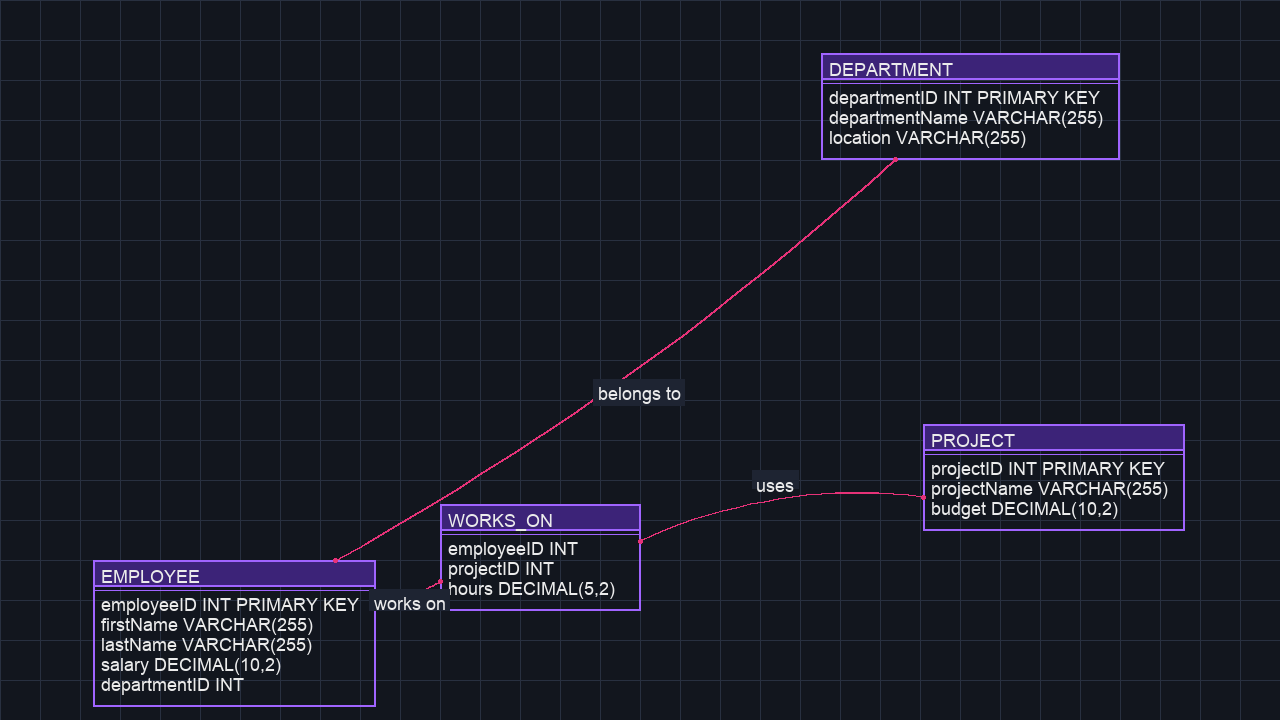 DEPARTMENT
departmentID INT PRIMARY KEY
departmentName VARCHAR(255)
location VARCHAR(255)
belongs to
PROJECT
projectID INT PRIMARY KEY
projectName VARCHAR(255)
budget DECIMAL(10,2)
uses
WORKS_ON
employeeID INT
projectID INT
hours DECIMAL(5,2)
works on
EMPLOYEE
employeeID INT PRIMARY KEY
firstName VARCHAR(255)
lastName VARCHAR(255)
salary DECIMAL(10,2)
departmentID INT